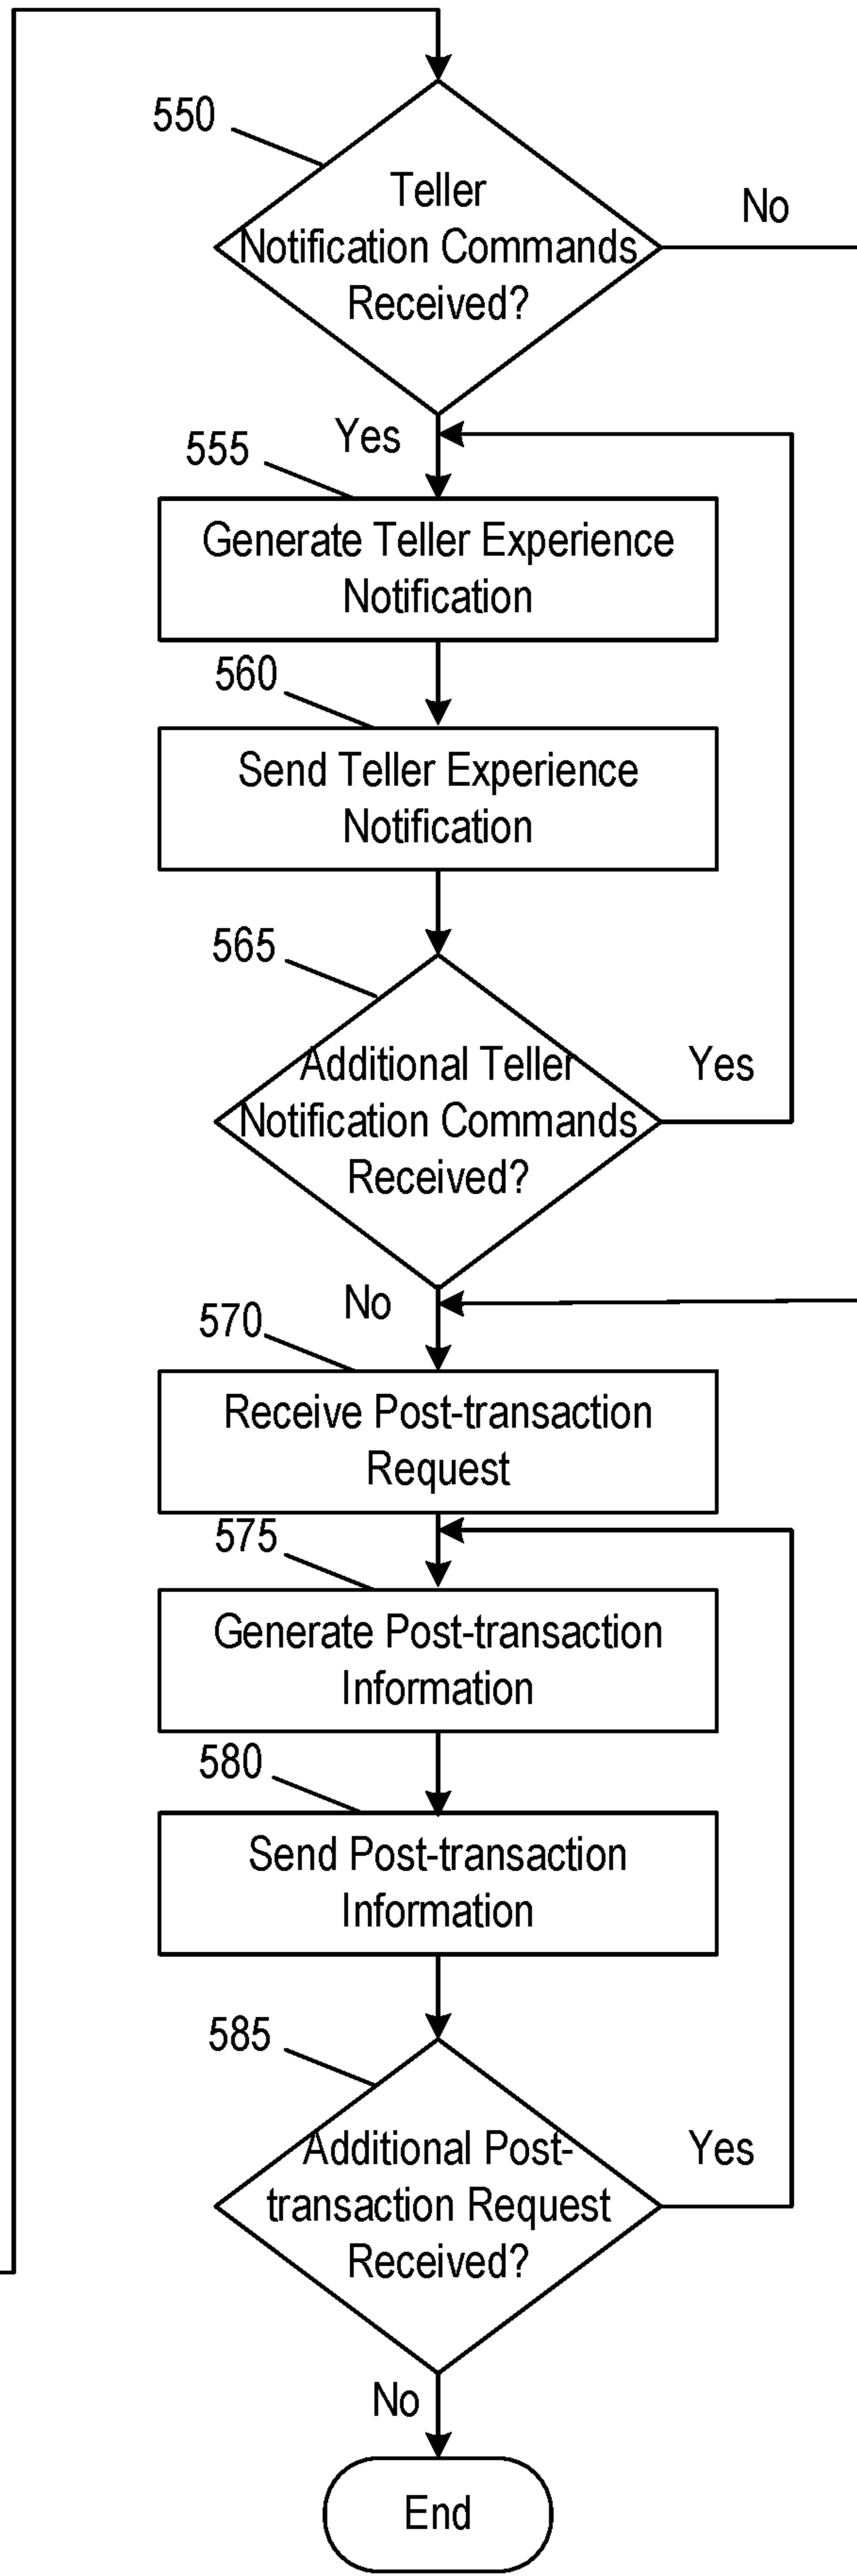 550
Teller
Notification Commands
Received?
No
Yes
555
Generate Teller Experience
Notification
560
Send Teller Experience
Notification
565
Additional Teller
Notification Commands
Received?
Yes
No
570
Receive Post-transaction
Request
575
Generate Post-transaction
Information
580
Send Post-transaction
Information
585
Additional Post-
transaction Request
Received?
Yes
No
End